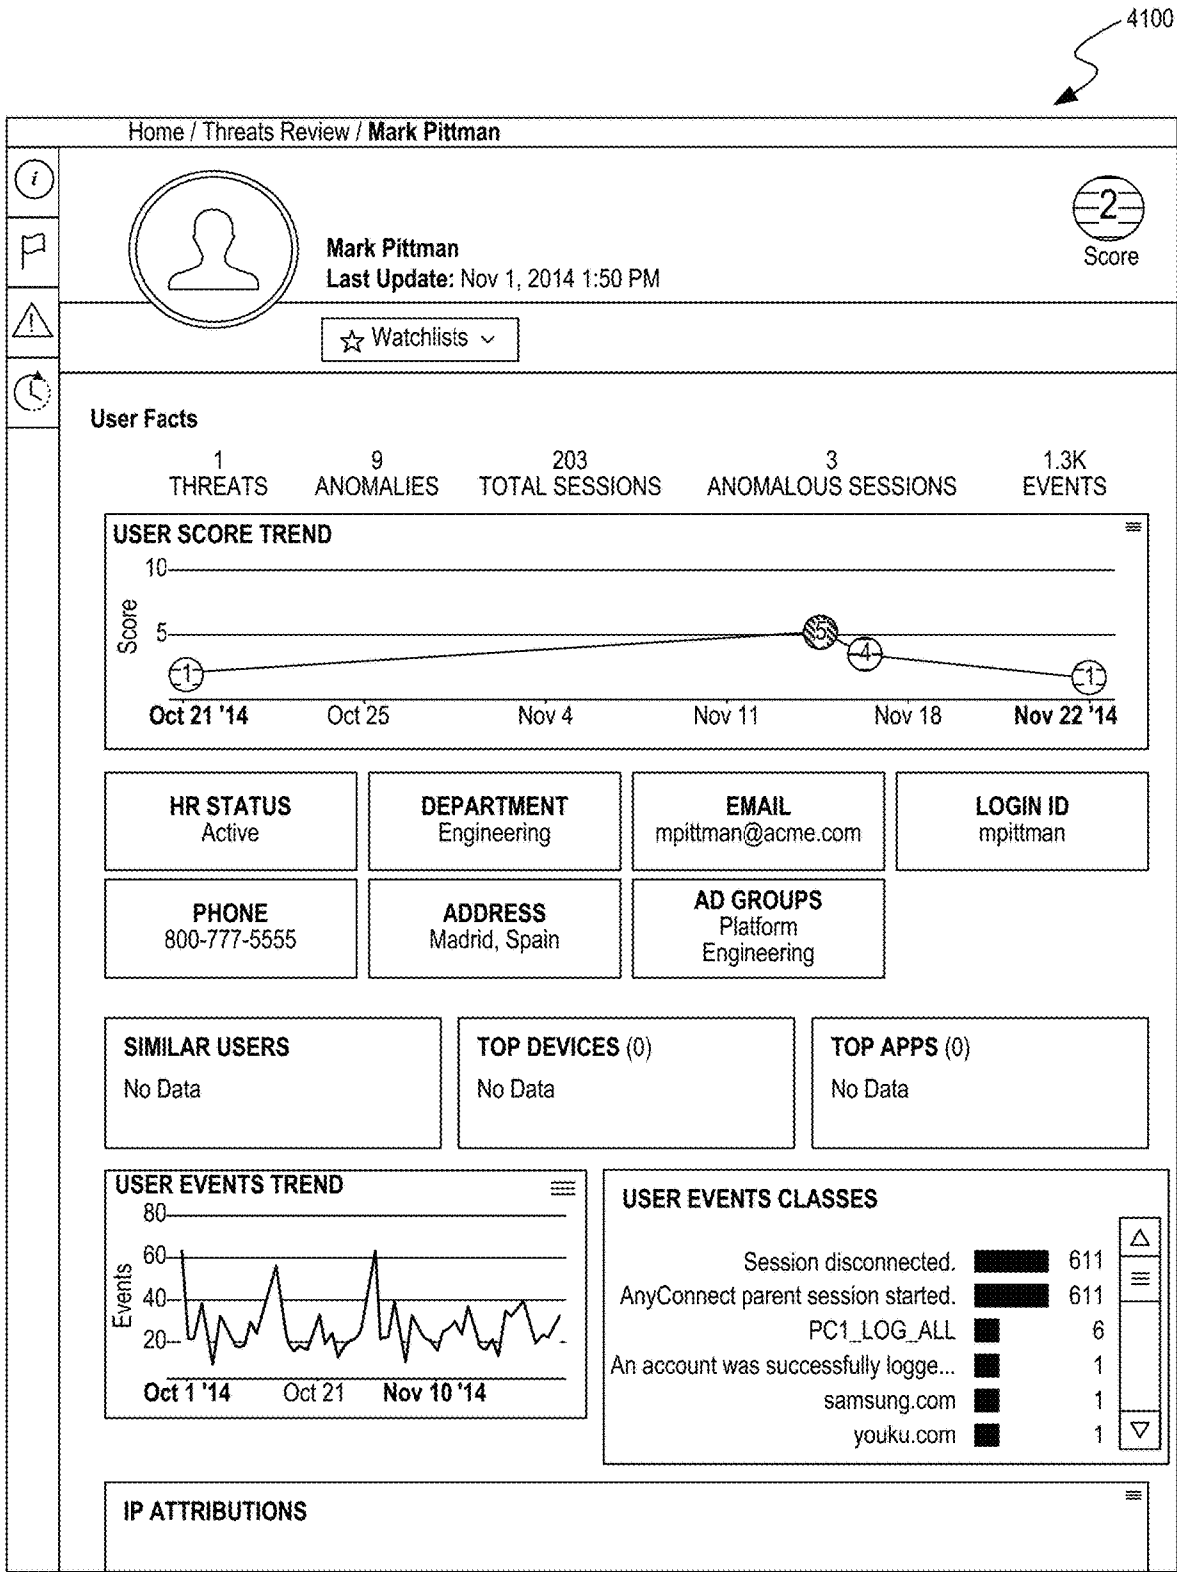 4100
Home / Threats Review / Mark Pittman
i
2
Score
Mark Pittman
Last Update: Nov 1, 2014 1:50 PM
Watchlists
User Facts
1 9 203 3 1.3K
THREATS ANOMALIES TOTAL SESSIONS ANOMALOUS SESSIONS EVENTS
USER SCORE TREND
10
Score
5
1 5 4 1
Oct 21 '14 Oct 25 Nov 4 Nov 11 Nov 18 Nov 22 '14
HR STATUS
Active
DEPARTMENT
Engineering
EMAIL
mpittman@acme.com
LOGIN ID
mpittman
PHONE
800-777-5555
ADDRESS
Madrid, Spain
AD GROUPS
Platform
Engineering
SIMILAR USERS
No Data
TOP DEVICES (0)
No Data
TOP APPS (0)
No Data
USER EVENTS TREND
80
60
Events
40
20
Oct 1 '14 Oct 21 Nov 10 '14
USER EVENTS CLASSES
Session disconnected. 611
AnyConnect parent session started. 611
PC1_LOG_ALL 6
An account was successfully logge... 1
samsung.com 1
youku.com 1
IP ATTRIBUTIONS